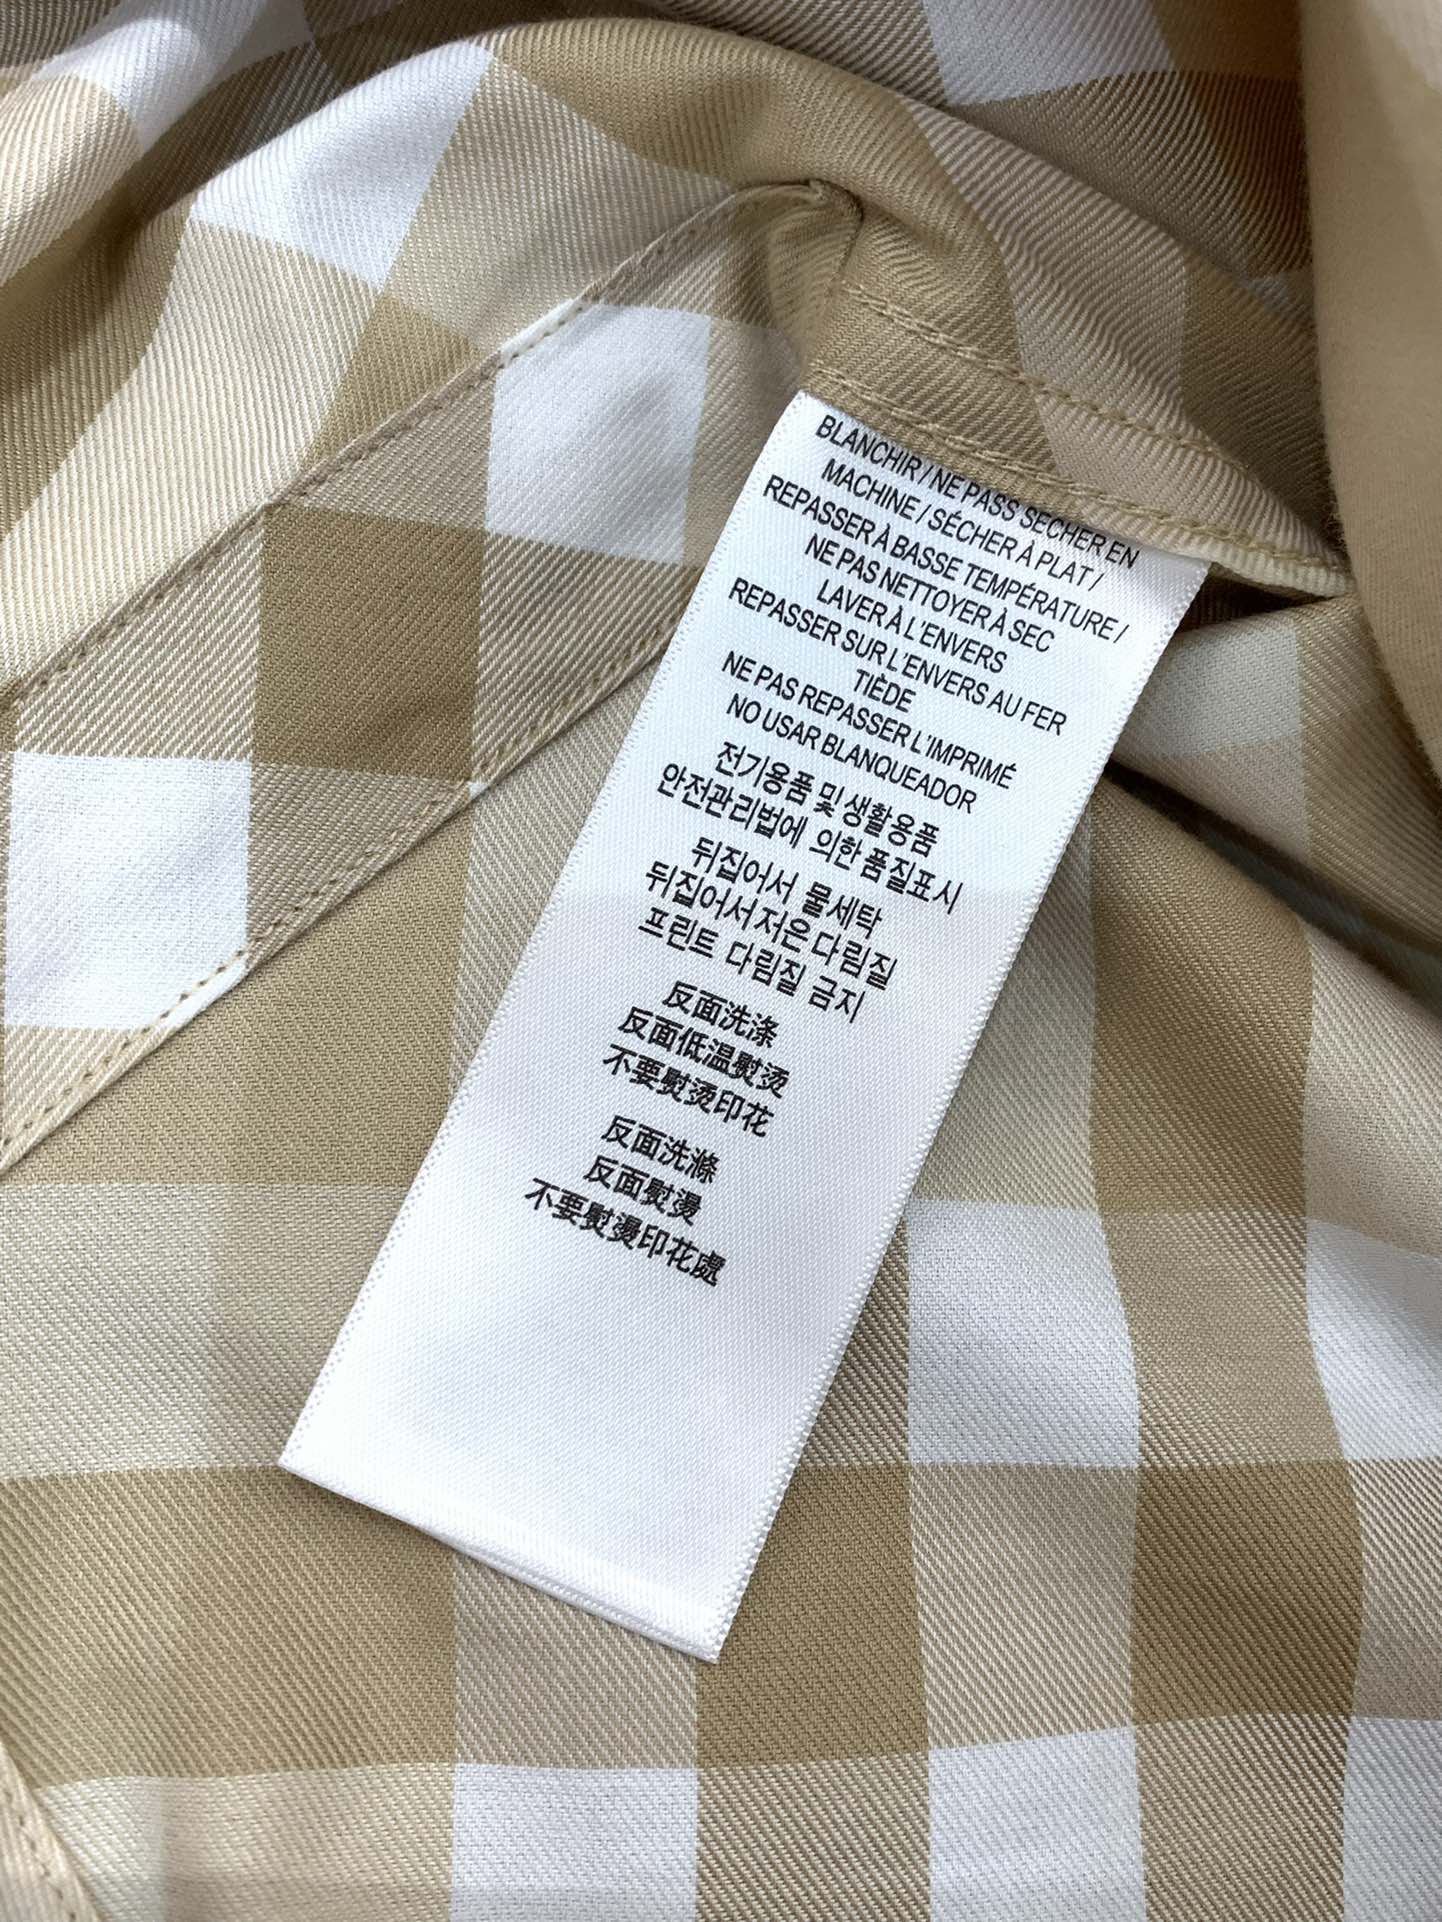 BLANCHIR / NE PAS SÉCHER EN
MACHINE / SÉCHER À PLAT /
REPASSER À BASSE TEMPÉRATURE /
NE PAS NETTOYER À SEC
LAVER À L'ENVERS
REPASSER SUR L'ENVERS AU FER
TIÈDE
NE PAS REPASSER L'IMPRIMÉ
NO USAR BLANQUEADOR
전기용품 및 생활용품
안전관리법에 의한 품질표시
뒤집어서 물세탁
뒤집어서 저온 다림질
프린트 다림질 금지
反面洗涤
反面低温熨烫
不要熨烫印花
反面洗滌
反面熨燙
不要熨燙印花處